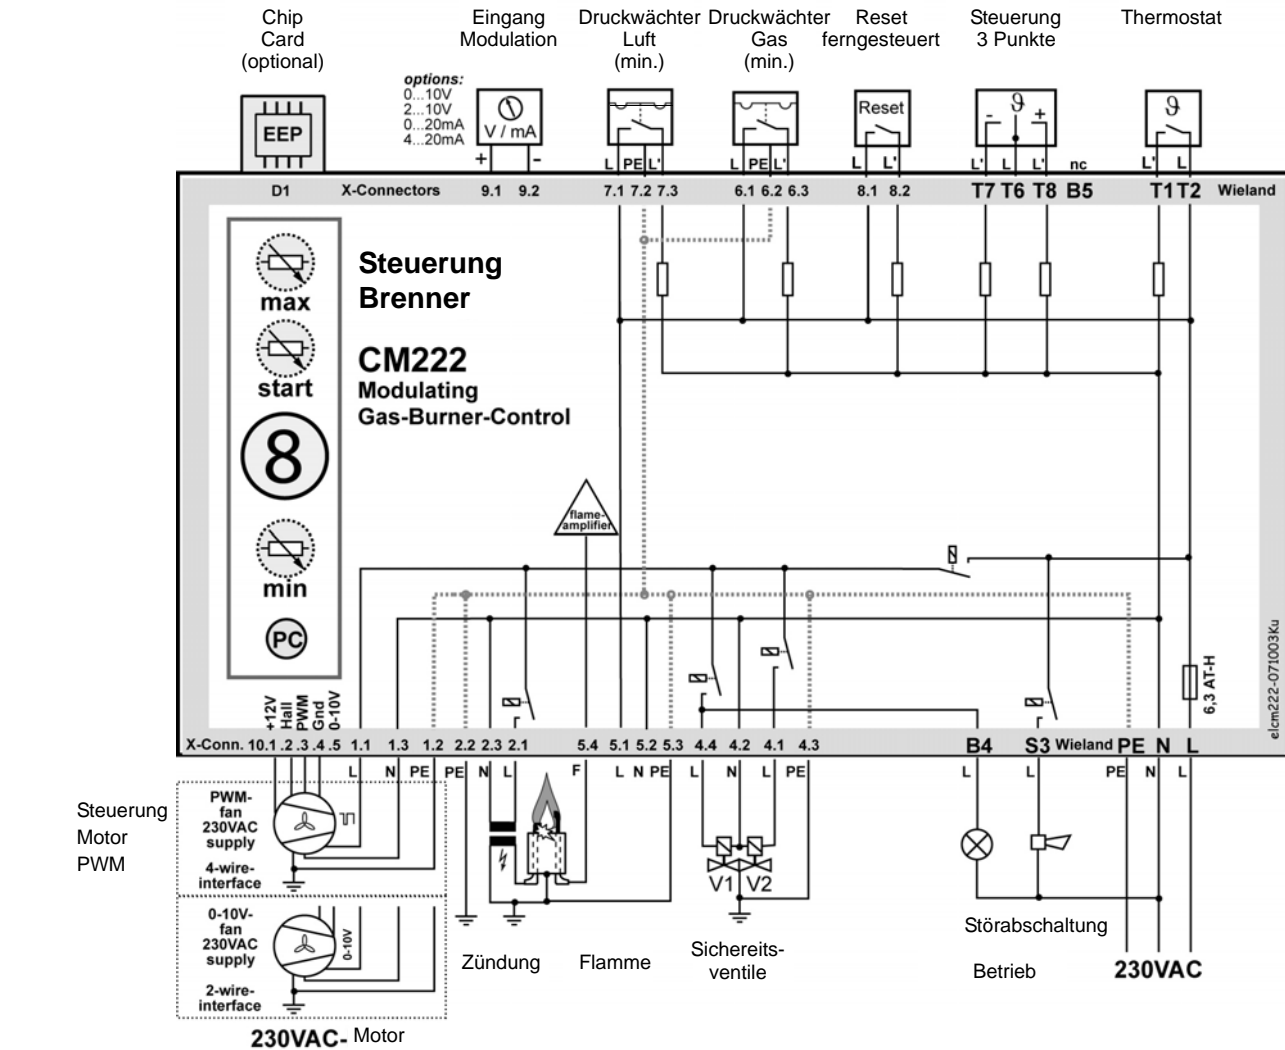 Chip
Card
(optional)
Eingang
Modulation
Druckwächter
Luft
(min.)
Druckwächter
Gas
(min.)
Reset
ferngesteuert
Steuerung
3 Punkte
Thermostat
options:
0...10V
2...10V
0...20mA
4...20mA
EEP
V / mA
+ -
Reset
ϑ
- +
ϑ
L PE L'
L PE L'
L L'
L' L L' nc
L' L
D1 X-Connectors 9.1 9.2 7.1 7.2 7.3 6.1 6.2 6.3 8.1 8.2 T7 T6 T8 B5 T1 T2 Wieland
max
start
8
min
PC
Steuerung
Brenner
CM222
Modulating
Gas-Burner-Control
flame-
amplifier
6,3 AT-H
elcm222-071003Ku
+12V
Hall
PWM
Gnd
0-10V
X-Conn. 10.1 .2 .3 .4 .5 1.1 1.3 1.2 2.2 2.3 2.1 5.4 5.1 5.2 5.3 4.4 4.2 4.1 4.3 B4 S3 Wieland PE N L
L N PE PE N L F L N PE L N L PE L L PE N L
Steuerung
Motor
PWM
PWM-
fan
230VAC
supply
4-wire-
interface
0-10V-
fan
230VAC
supply
0-10V
2-wire-
interface
230VAC- Motor
V1 V2
Zündung
Flamme
Sichereits-
ventile
Störabschaltung
Betrieb
230VAC